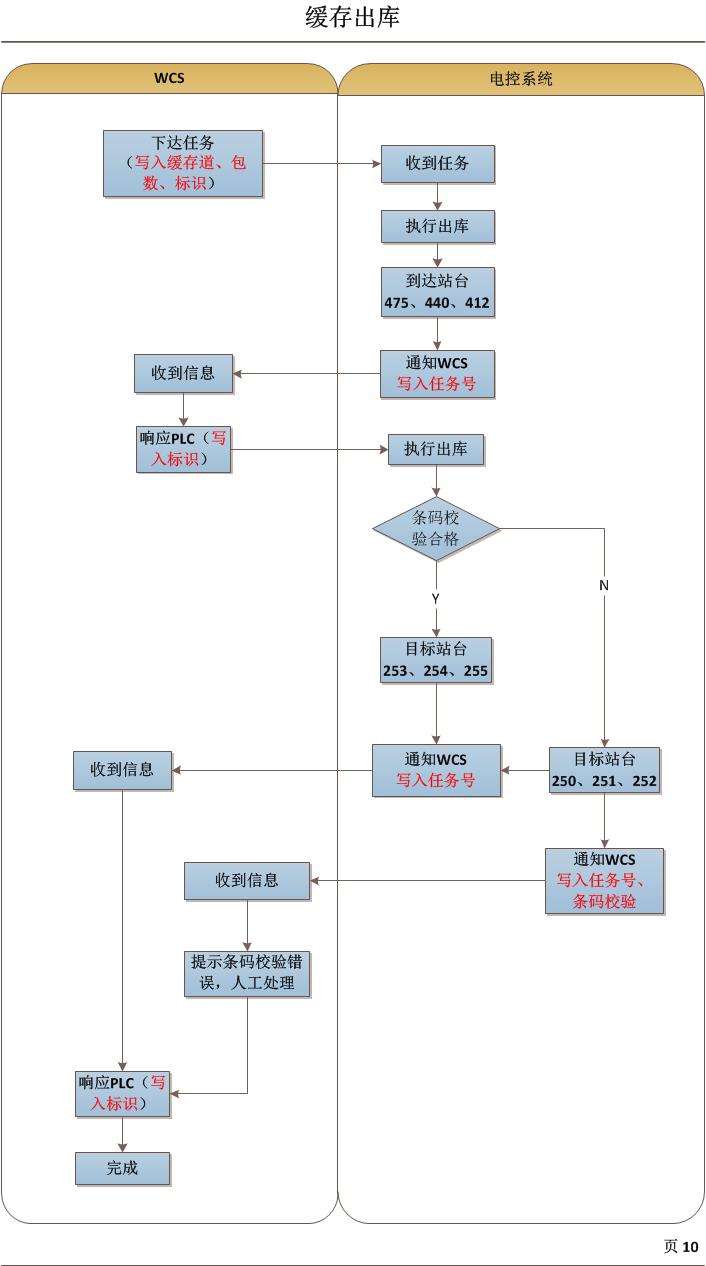 缓存出库
WCS
电控系统
下达任务
（写入缓存道、包
数、标识）
收到任务
执行出库
到达站台
475、440、412
通知WCS
写入任务号
收到信息
响应PLC（写
入标识）
执行出库
条码校
验合格
N
Y
目标站台
253、254、255
通知WCS
写入任务号
目标站台
250、251、252
收到信息
通知WCS
写入任务号、
条码校验
收到信息
提示条码校验错
误，人工处理
响应PLC（写
入标识）
完成
页 10